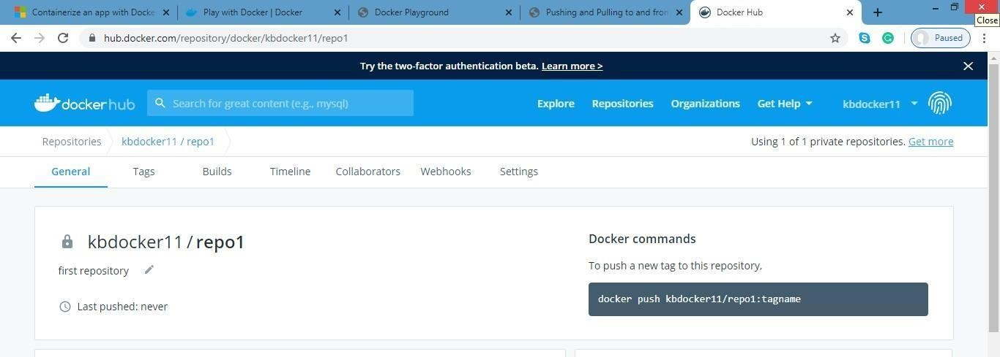 Containerize an app with Docke
Play with Docker | Docker
Docker Playground
Pushing and Pulling to and from
Docker Hub
Close
hub.docker.com/repository/docker/kbdocker11/repo1
Paused
Try the two-factor authentication beta. Learn more >
dockerhub
Search for great content (e.g., mysql)
Explore
Repositories
Organizations
Get Help
kbdocker11
Repositories
kbdocker11 / repo1
Using 1 of 1 private repositories. Get more
General
Tags
Builds
Timeline
Collaborators
Webhooks
Settings
kbdocker11 / repo1
first repository
Last pushed: never
Docker commands
To push a new tag to this repository,
docker push kbdocker11/repo1:tagname